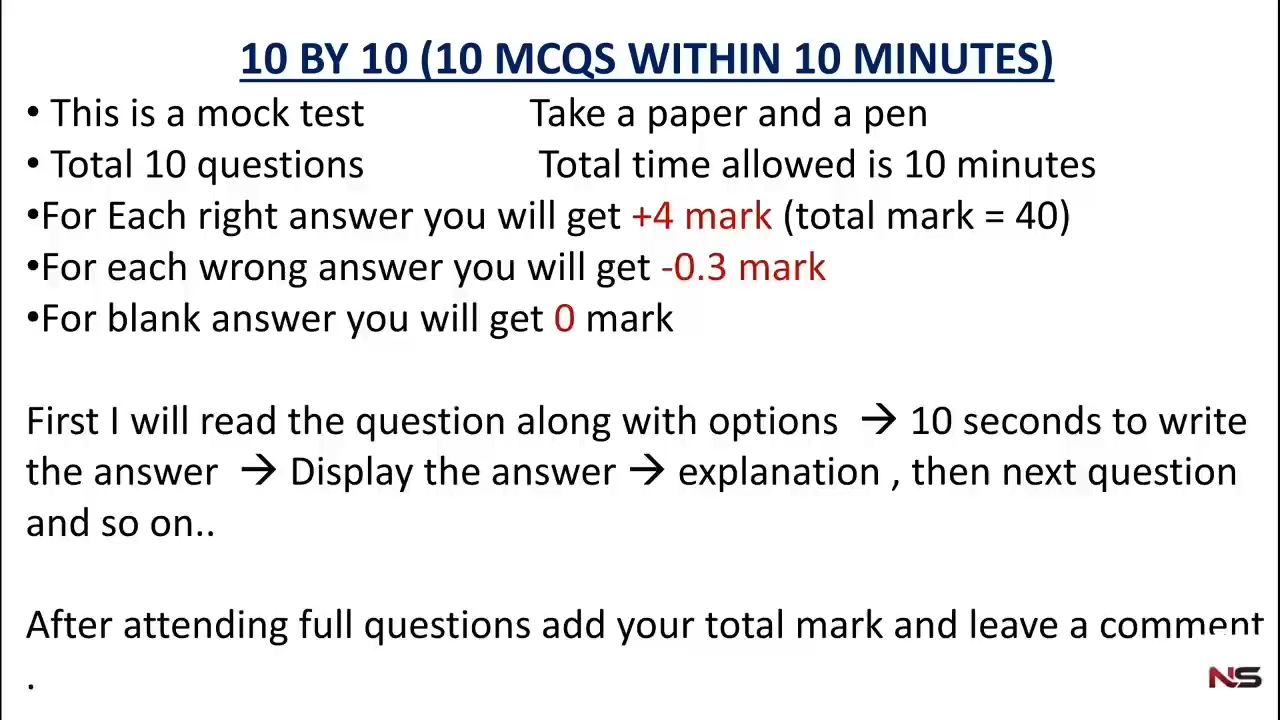 10 BY 10 (10 MCQS WITHIN 10 MINUTES)
• This is a mock test Take a paper and a pen
• Total 10 questions Total time allowed is 10 minutes
•For Each right answer you will get +4 mark (total mark = 40)
•For each wrong answer you will get -0.3 mark
•For blank answer you will get 0 mark
First I will read the question along with options → 10 seconds to write
the answer → Display the answer → explanation , then next question
and so on..
After attending full questions add your total mark and leave a comment
.
NS